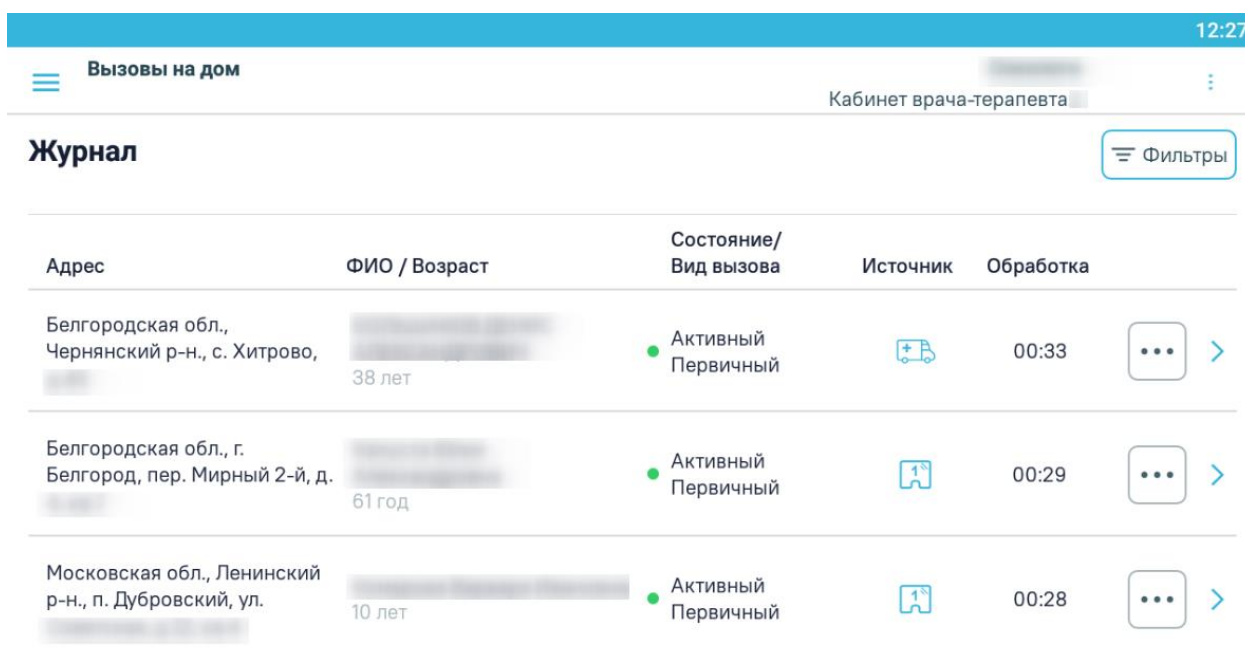 12:27
Вызовы на дом
Кабинет врача-терапевта
Журнал
Фильтры
Адрес
ФИО / Возраст
Состояние/
Вид вызова
Источник
Обработка
Белгородская обл.,
Чернянский р-н., с. Хитрово,
38 лет
Активный
Первичный
00:33
Белгородская обл., г.
Белгород, пер. Мирный 2-й, д.
61 год
Активный
Первичный
1
00:29
Московская обл., Ленинский
р-н., п. Дубровский, ул.
10 лет
Активный
Первичный
1
00:28